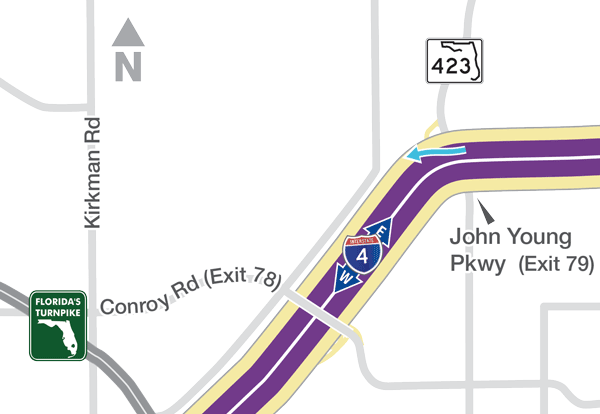 N
423
Kirkman Rd
E
INTERSTATE
4
W
John Young
Pkwy (Exit 79)
Conroy Rd (Exit 78)
FLORIDA'S
TURNPIKE